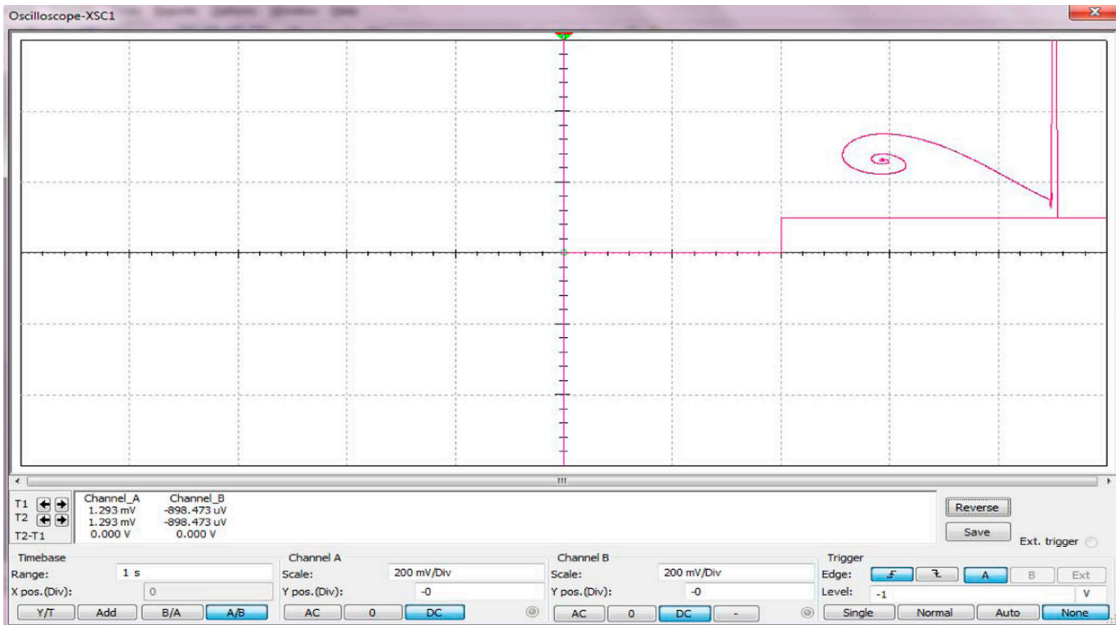 Oscilloscope-XSC1
T1
T2
T2-T1
Channel_A Channel_B
1.293 mV -898.473 uV
1.293 mV -898.473 uV
0.000 V 0.000 V
Reverse
Save
Ext. trigger
Timebase
Range: 1 s
X pos.(Div): 0
Y/T Add B/A A/B
Channel A
Scale: 200 mV/Div
Y pos.(Div): -0
AC 0 DC
Channel B
Scale: 200 mV/Div
Y pos.(Div): -0
AC 0 DC -
Trigger
Edge: A B Ext
Level: -1 V
Single Normal Auto None